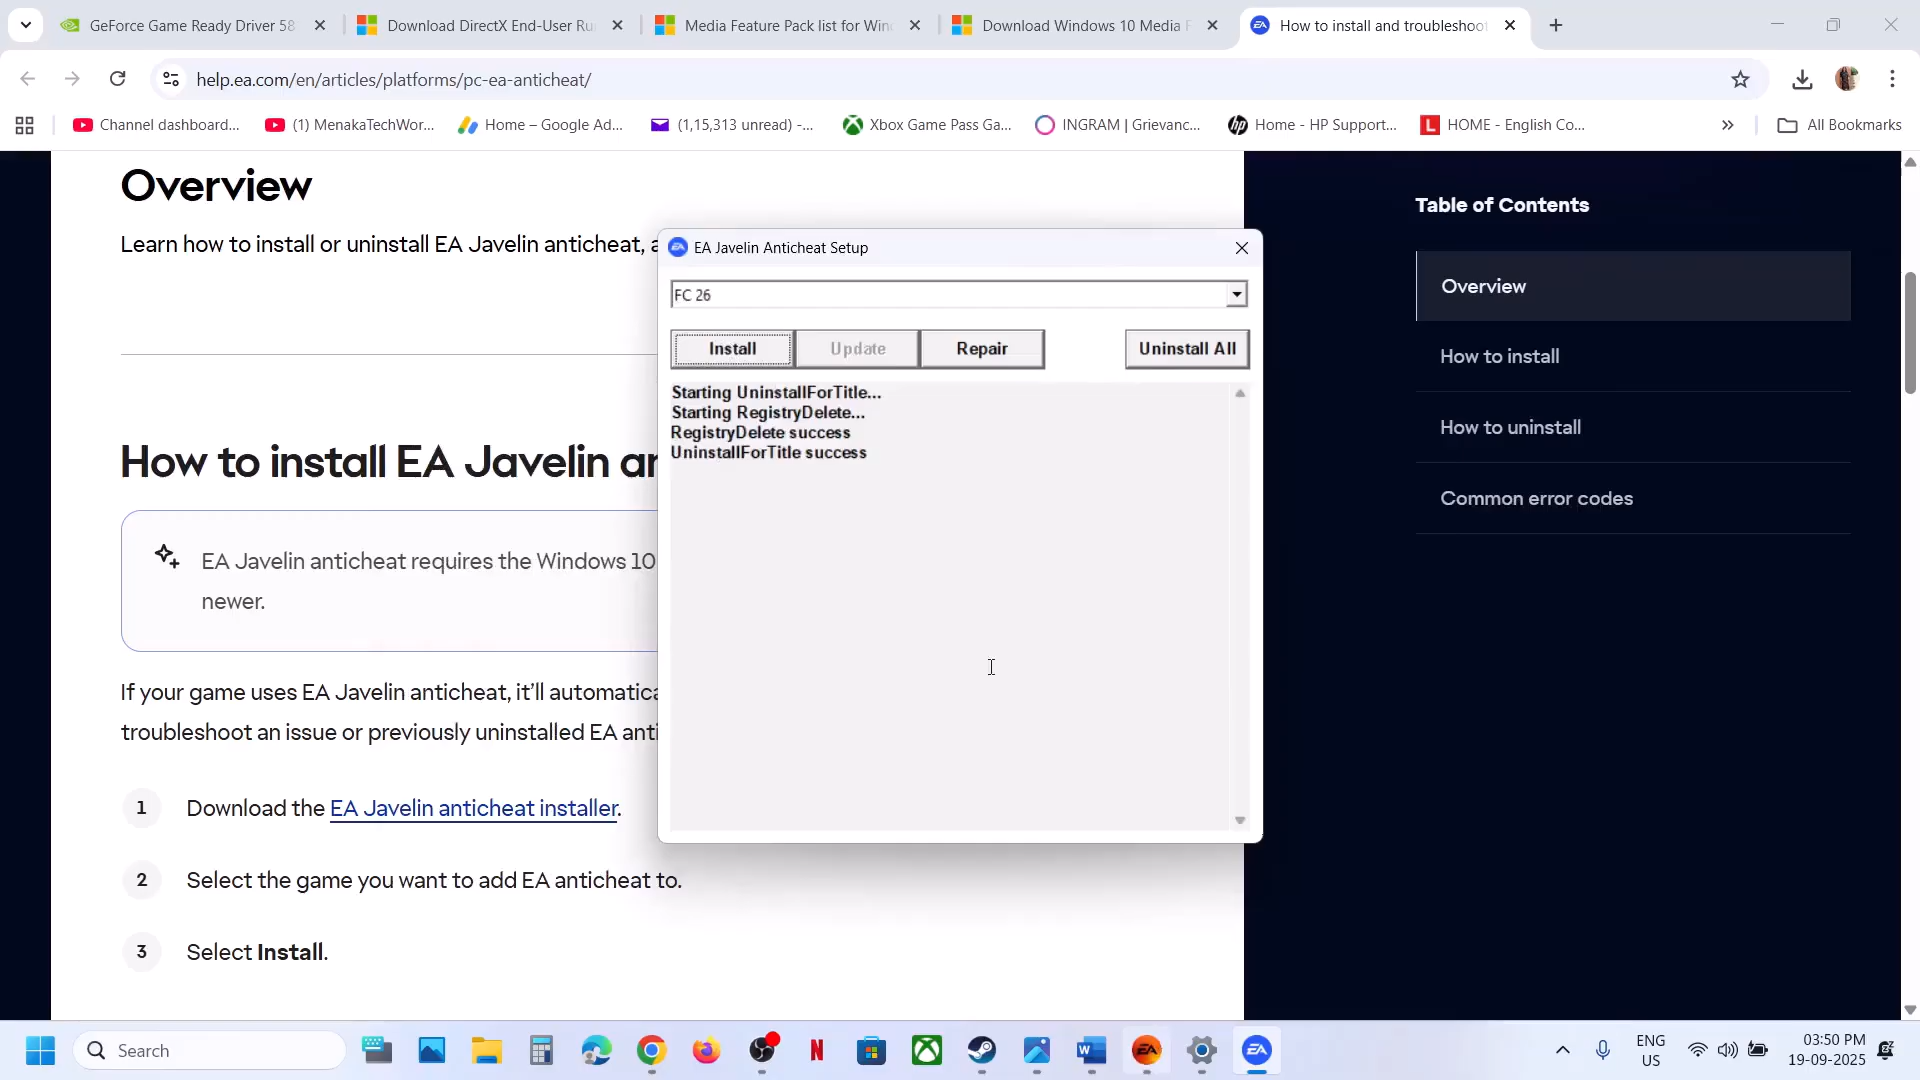 GeForce Game Ready Driver 58
Download DirectX End-User Ru
Media Feature Pack list for Win
Download Windows 10 Media F
How to install and troubleshoot
help.ea.com/en/articles/platforms/pc-ea-anticheat/
Channel dashboard...
(1) MenakaTechWor...
Home – Google Ad...
(1,15,313 unread) -...
Xbox Game Pass Ga...
INGRAM | Grievanc...
Home - HP Support...
HOME - English Co...
All Bookmarks
Overview
Learn how to install or uninstall EA Javelin anticheat, a
How to install EA Javelin an
EA Javelin anticheat requires the Windows 10
newer.
If your game uses EA Javelin anticheat, it'll automatica
troubleshoot an issue or previously uninstalled EA anti
1 Download the EA Javelin anticheat installer.
2 Select the game you want to add EA anticheat to.
3 Select Install.
EA Javelin Anticheat Setup
FC 26
Install Update Repair Uninstall All
Starting UninstallForTitle...
Starting RegistryDelete...
RegistryDelete success
UninstallForTitle success
Table of Contents
Overview
How to install
How to uninstall
Common error codes
Search
ENG
US
03:50 PM
19-09-2025